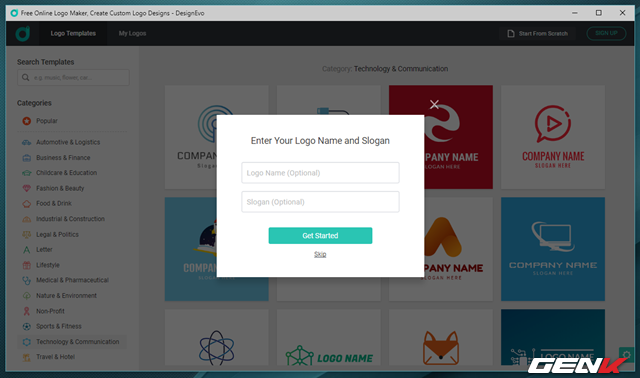 Free Online Logo Maker, Create Custom Logo Designs - DesignEvo
Logo Templates
My Logos
Start From Scratch
SIGN UP
Search Templates
e.g. music, flower, car...
Categories
Popular
Automotive & Logistics
Business & Finance
Childcare & Education
Fashion & Beauty
Food & Drink
Industrial & Construction
Legal & Politics
Letter
Lifestyle
Medical & Pharmaceutical
Nature & Environment
Non-Profit
Sports & Fitness
Technology & Communication
Travel & Hotel
Category: Technology & Communication
COMPANY
Slogan
COMPANY NAME
SLOGAN HERE
COMPANY NAME
SLOGAN HERE
Enter Your Logo Name and Slogan
Logo Name (Optional)
Slogan (Optional)
Get Started
Skip
COMPANY
SLOGAN
COMPANY NAME
SLOGAN HERE
COMPANY NAME
SLOGAN HERE
LOGO NAME
LOGO NAME
GENK